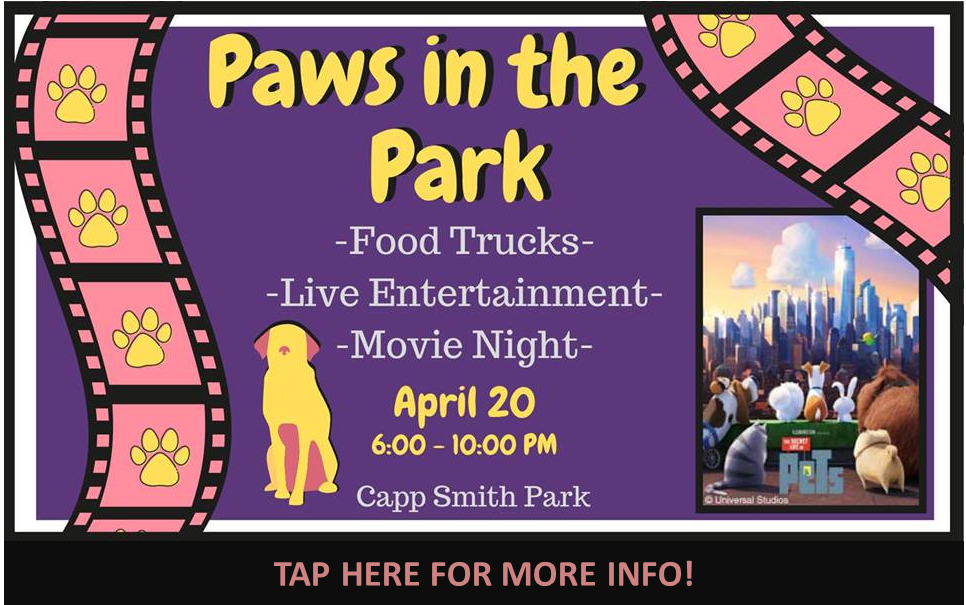 Paws in the
Park
-Food Trucks-
-Live Entertainment-
-Movie Night-
April 20
6:00 - 10:00 PM
Capp Smith Park
ILLUMINATION
THE SECRET
LIFE OF
PETS
© Universal Studios
TAP HERE FOR MORE INFO!